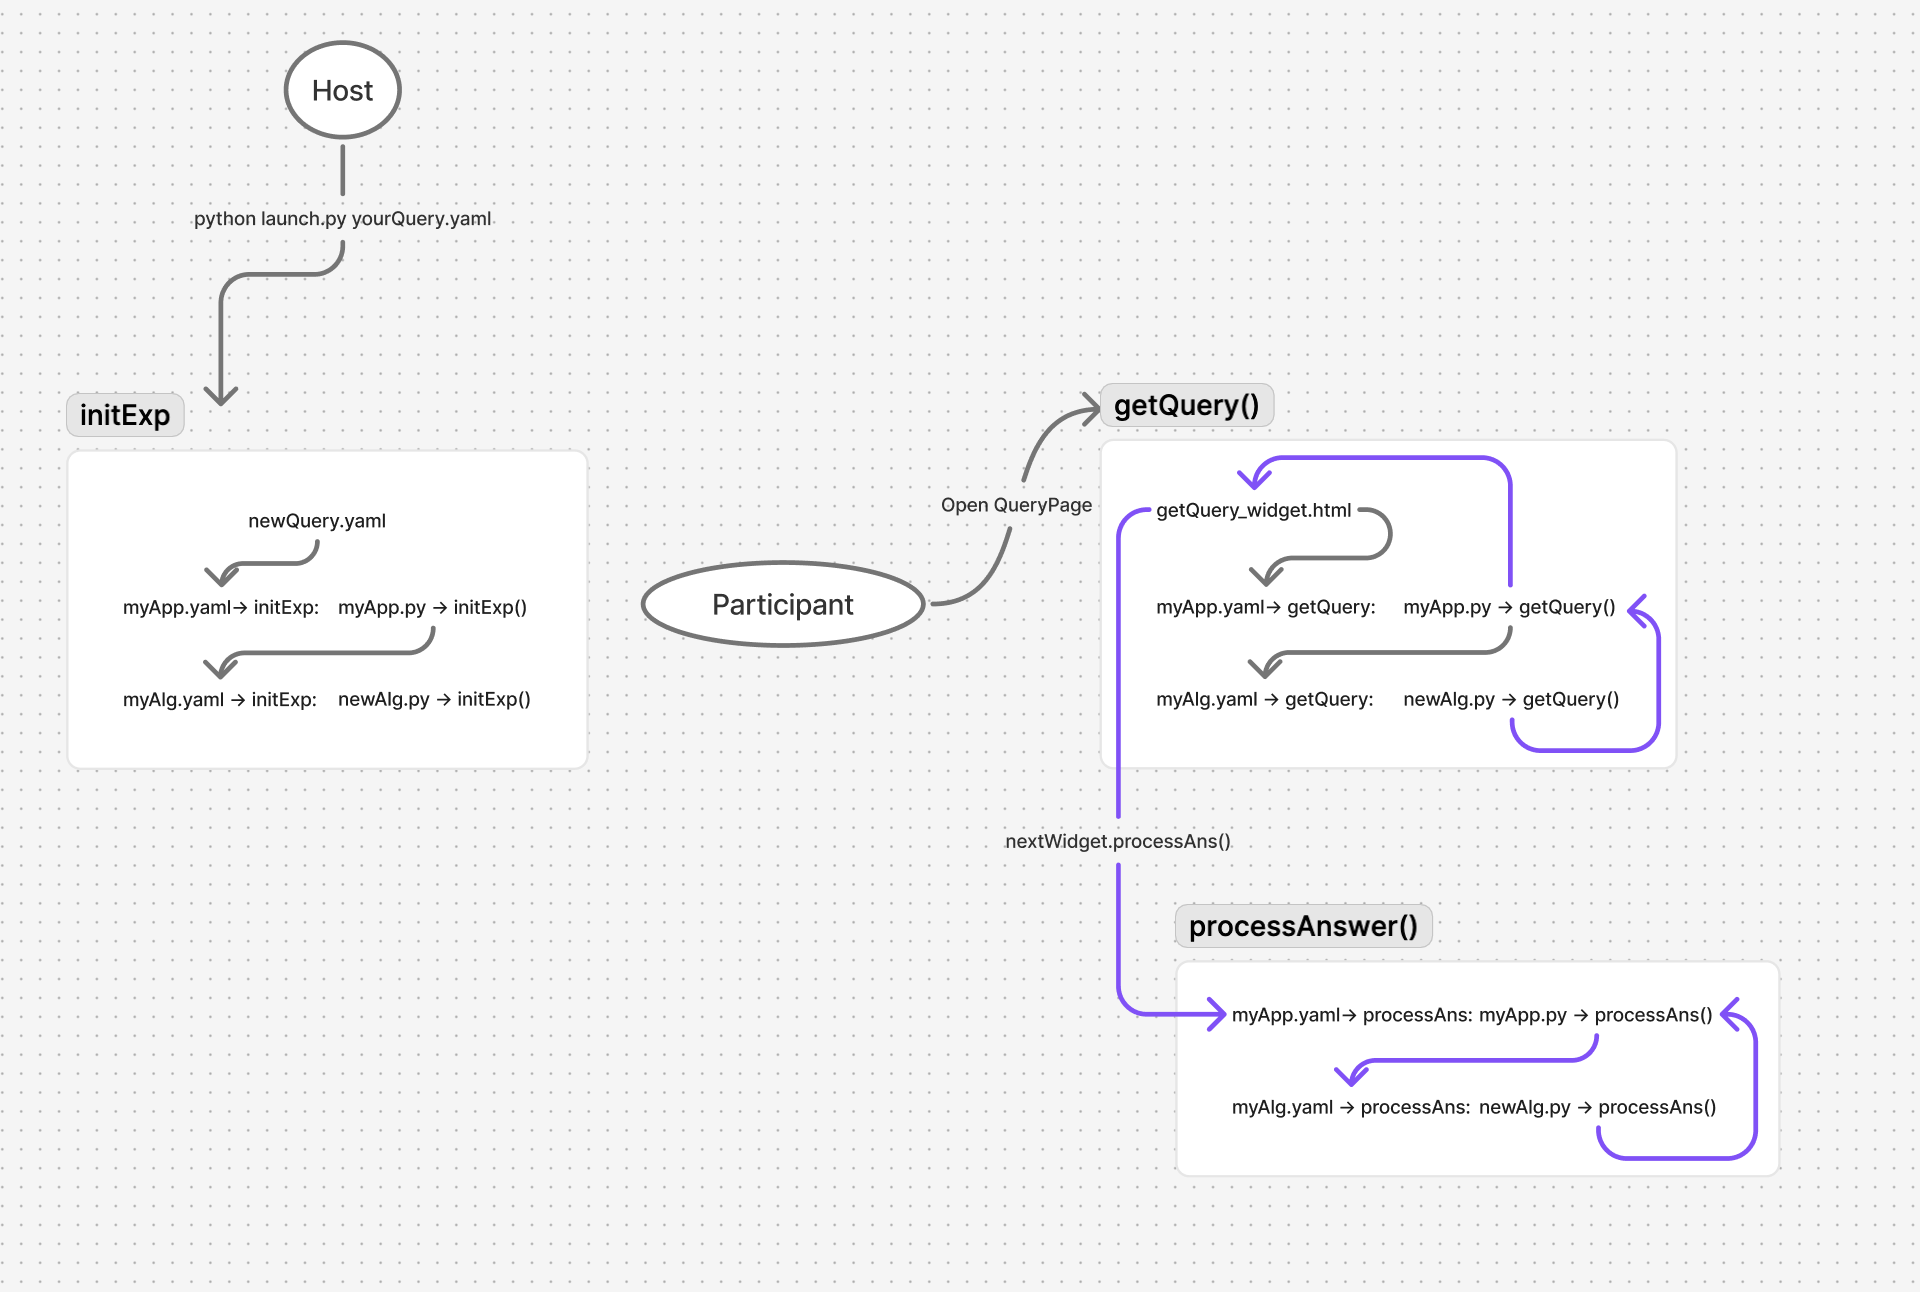 Host
python launch.py yourQuery.yaml
initExp
newQuery.yaml
myApp.yaml→ initExp: myApp.py → initExp()
myAlg.yaml → initExp: newAlg.py → initExp()
Participant
Open QueryPage
getQuery()
getQuery_widget.html
myApp.yaml→ getQuery: myApp.py → getQuery()
myAlg.yaml → getQuery: newAlg.py → getQuery()
nextWidget.processAns()
processAnswer()
myApp.yaml→ processAns: myApp.py → processAns()
myAlg.yaml → processAns: newAlg.py → processAns()